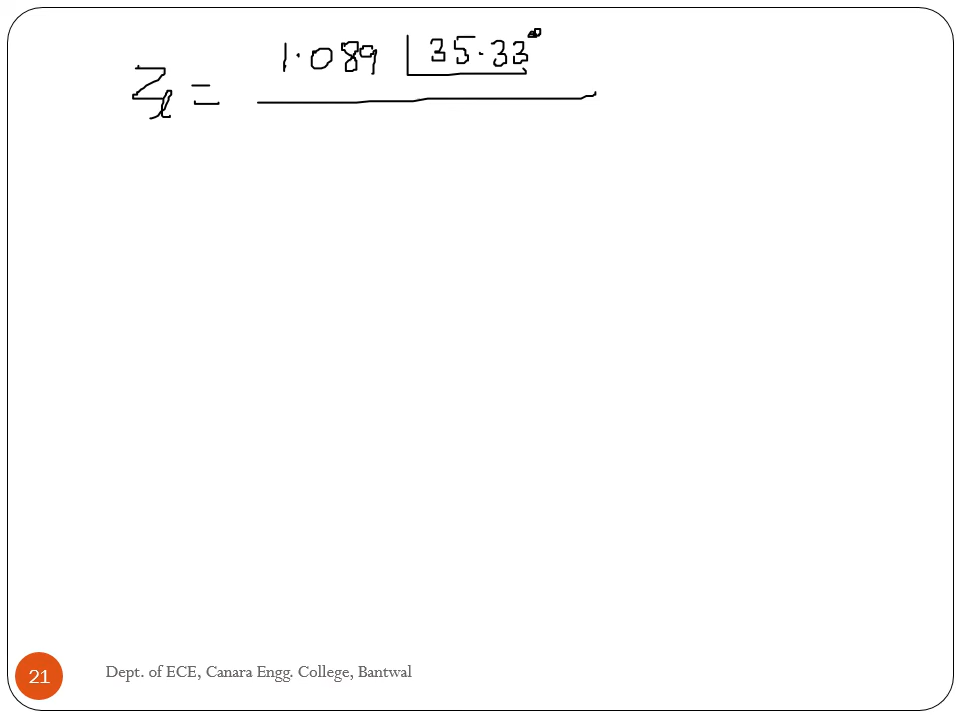 Zl = 1.089 ∠35.33°
21 Dept. of ECE, Canara Engg. College, Bantwal